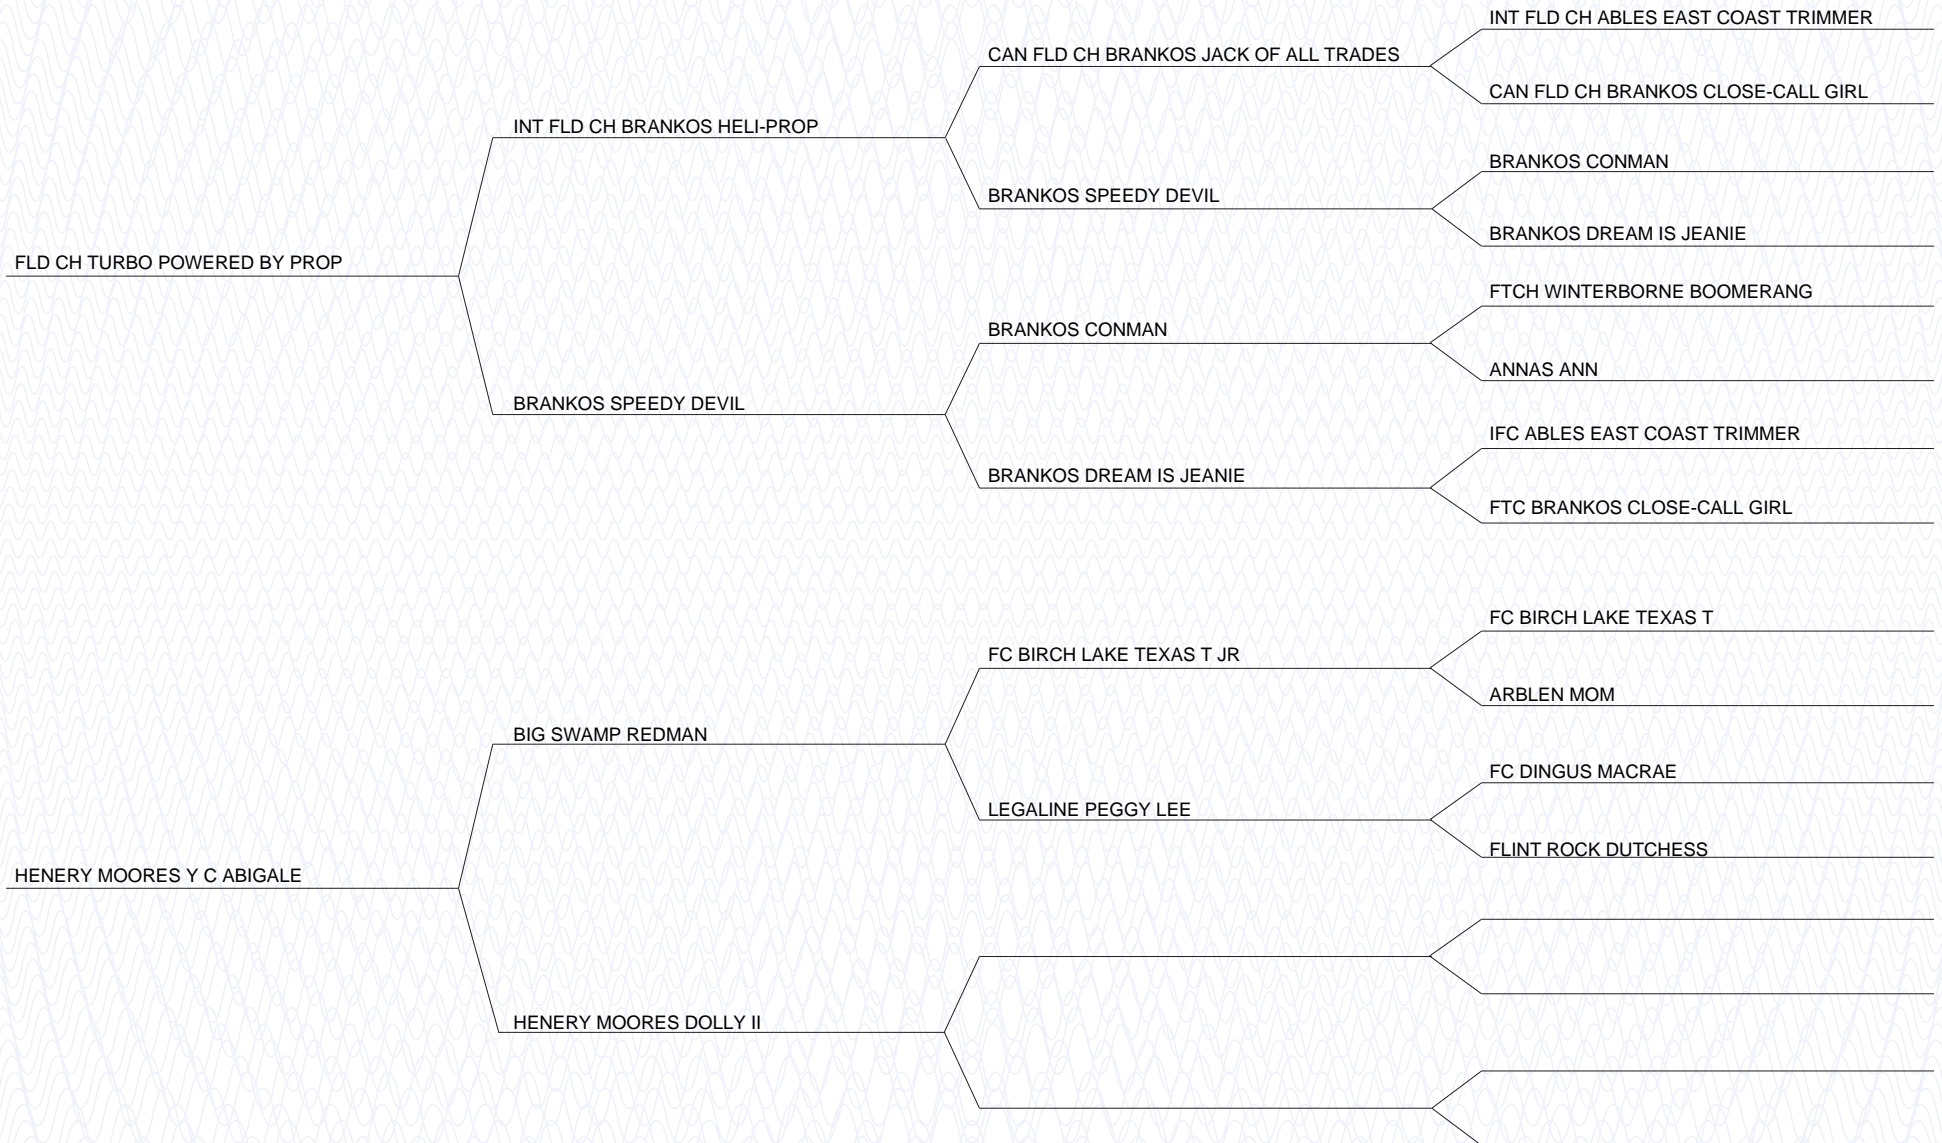 INT FLD CH ABLES EAST COAST TRIMMER
CAN FLD CH BRANKOS JACK OF ALL TRADES
CAN FLD CH BRANKOS CLOSE-CALL GIRL
INT FLD CH BRANKOS HELI-PROP
BRANKOS CONMAN
BRANKOS SPEEDY DEVIL
BRANKOS DREAM IS JEANIE
FLD CH TURBO POWERED BY PROP
FTCH WINTERBORNE BOOMERANG
BRANKOS CONMAN
ANNAS ANN
BRANKOS SPEEDY DEVIL
IFC ABLES EAST COAST TRIMMER
BRANKOS DREAM IS JEANIE
FTC BRANKOS CLOSE-CALL GIRL
FC BIRCH LAKE TEXAS T
FC BIRCH LAKE TEXAS T JR
ARBLEN MOM
BIG SWAMP REDMAN
FC DINGUS MACRAE
LEGALINE PEGGY LEE
FLINT ROCK DUTCHESS
HENERY MOORES Y C ABIGALE
HENERY MOORES DOLLY II